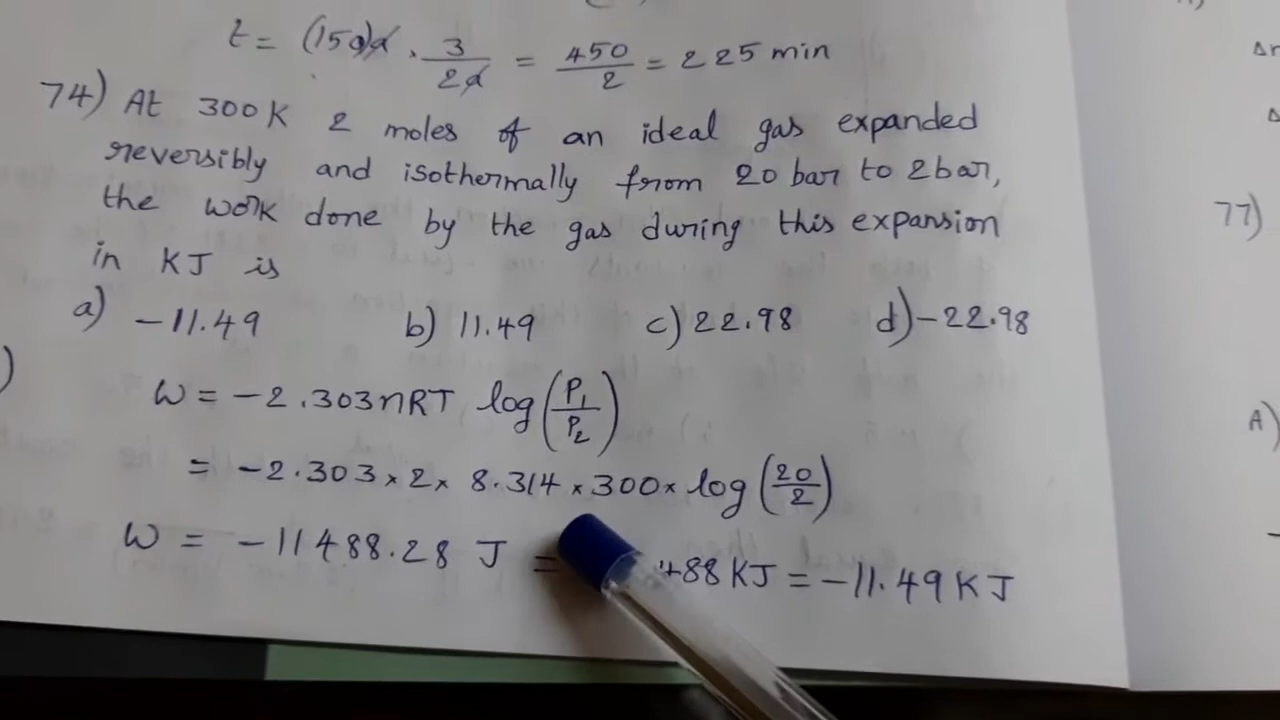 t = (150)x . 3/2x = 450/2 = 225 min
74) At 300K 2 moles of an ideal gas expanded
reversibly and isothermally from 20 bar to 2bar,
the work done by the gas during this expansion
in KJ is
a) -11.49 b) 11.49 c) 22.98 d) -22.98
W = -2.303nRT log(P₁/P₂)
= -2.303 × 2 × 8.314 × 300 × log(20/2)
W = -11488.28 J = 488 KJ = -11.49 KJ
77)
A)